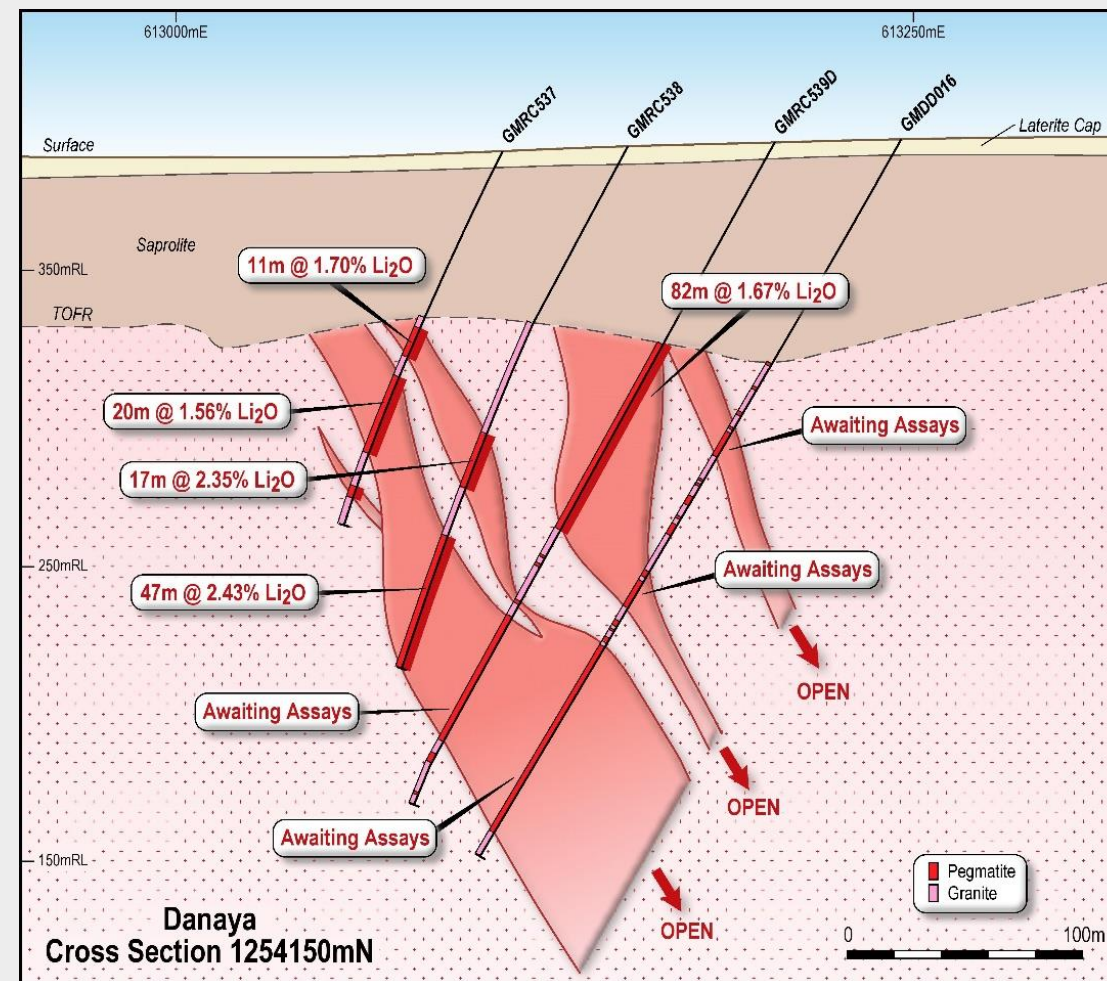 613000mE
613250mE
GMRC537
GMRC538
GMRC539D
GMDD016
Surface
Laterite Cap
Saprolite
11m @ 1.70% Li₂O
350mRL
82m @ 1.67% Li₂O
TOFR
20m @ 1.56% Li₂O
Awaiting Assays
17m @ 2.35% Li₂O
250mRL
Awaiting Assays
47m @ 2.43% Li₂O
OPEN
Awaiting Assays
OPEN
Awaiting Assays
150mRL
Pegmatite
Granite
Danaya
Cross Section 1254150mN
OPEN
0
100m